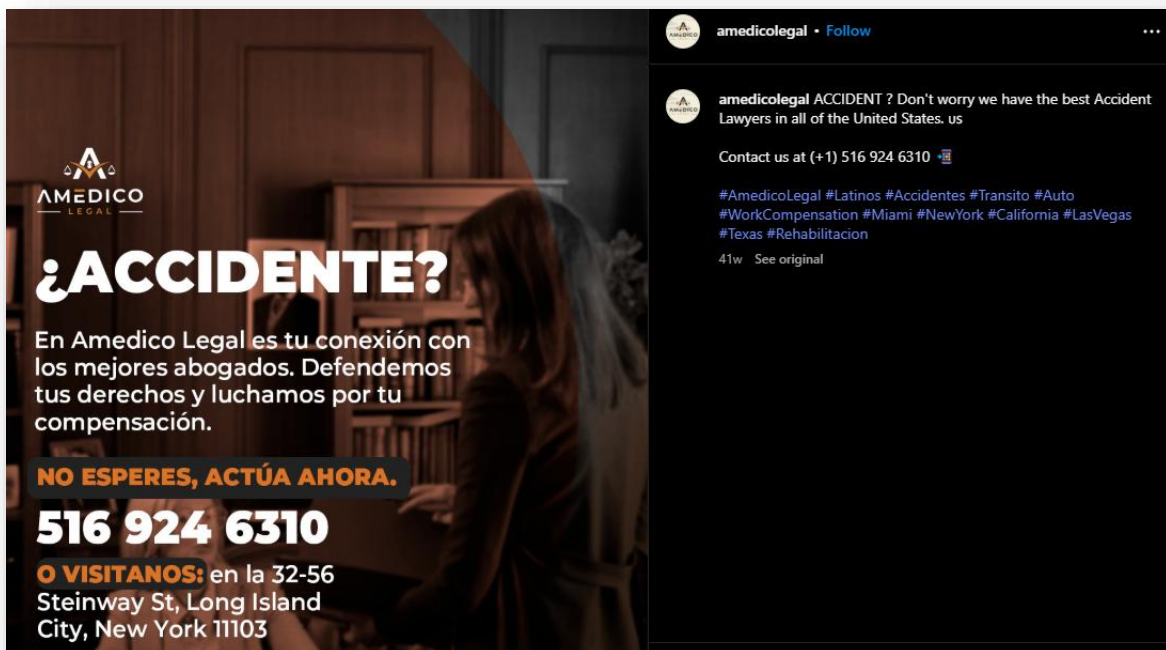 AMEDICO
LEGAL
¿ACCIDENTE?
En Amedico Legal es tu conexión con
los mejores abogados. Defendemos
tus derechos y luchamos por tu
compensación.
NO ESPERES, ACTÚA AHORA.
516 924 6310
O VISITANOS: en la 32-56
Steinway St, Long Island
City, New York 11103
AMEDICO
amedicolegal • Follow
AMEDICO
amedicolegal ACCIDENT ? Don't worry we have the best Accident
Lawyers in all of the United States. us
Contact us at (+1) 516 924 6310 📲
#AmedicoLegal #Latinos #Accidentes #Transito #Auto
#WorkCompensation #Miami #NewYork #California #LasVegas
#Texas #Rehabilitacion
41w See original